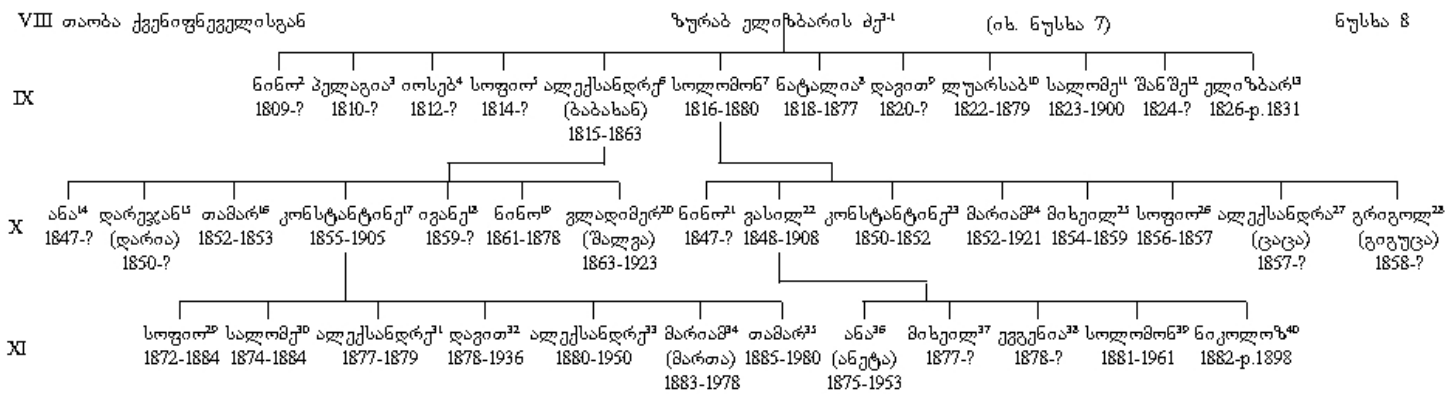 VIII თაობა ქვენიფნეველისგან ზურაბ ელიზბარის ძე³⁻¹ (იხ. ნუსხა 7) ნუსხა 8
ნინო² პელაგია³ იოსებ⁴ სოფიო⁵ ალექსანდრე⁶ სოლომონ⁷ ნატალია⁸ დავით⁹ ლუარსაბ¹⁰ სალომე¹¹ შანშე¹² ელიზბარ¹³
IX 1809-? 1810-? 1812-? 1814-? (ბაბახან) 1816-1880 1818-1877 1820-? 1822-1879 1823-1900 1824-? 1826-p.1831
1815-1863
ანა¹⁴ დარეჯან¹⁵ თამარ¹⁶ კონსტანტინე¹⁷ ივანე¹⁸ ნინო¹⁹ ვლადიმერ²⁰ ნინო²¹ ვასილ²² კონსტანტინე²³ მარიამ²⁴ მიხეილ²⁵ სოფიო²⁶ ალექსანდრა²⁷ გრიგოლ²⁸
X 1847-? (დარია) 1852-1853 1855-1905 1859-? 1861-1878 (შალვა) 1847-? 1848-1908 1850-1852 1852-1921 1854-1859 1856-1857 (ცაცა) (გიგუცა)
1850-? 1863-1923 1857-? 1858-?
სოფიო²⁹ სალომე³⁰ ალექსანდრე³¹ დავით³² ალექსანდრე³³ მარიამ³⁴ თამარ³⁵ ანა³⁶ მიხეილ³⁷ ევგენია³⁸ სოლომონ³⁹ ნიკოლოზ⁴⁰
XI 1872-1884 1874-1884 1877-1879 1878-1936 1880-1950 (მართა) 1885-1980 (ანეტა) 1877-? 1878-? 1881-1961 1882-p.1898
1883-1978 1875-1953